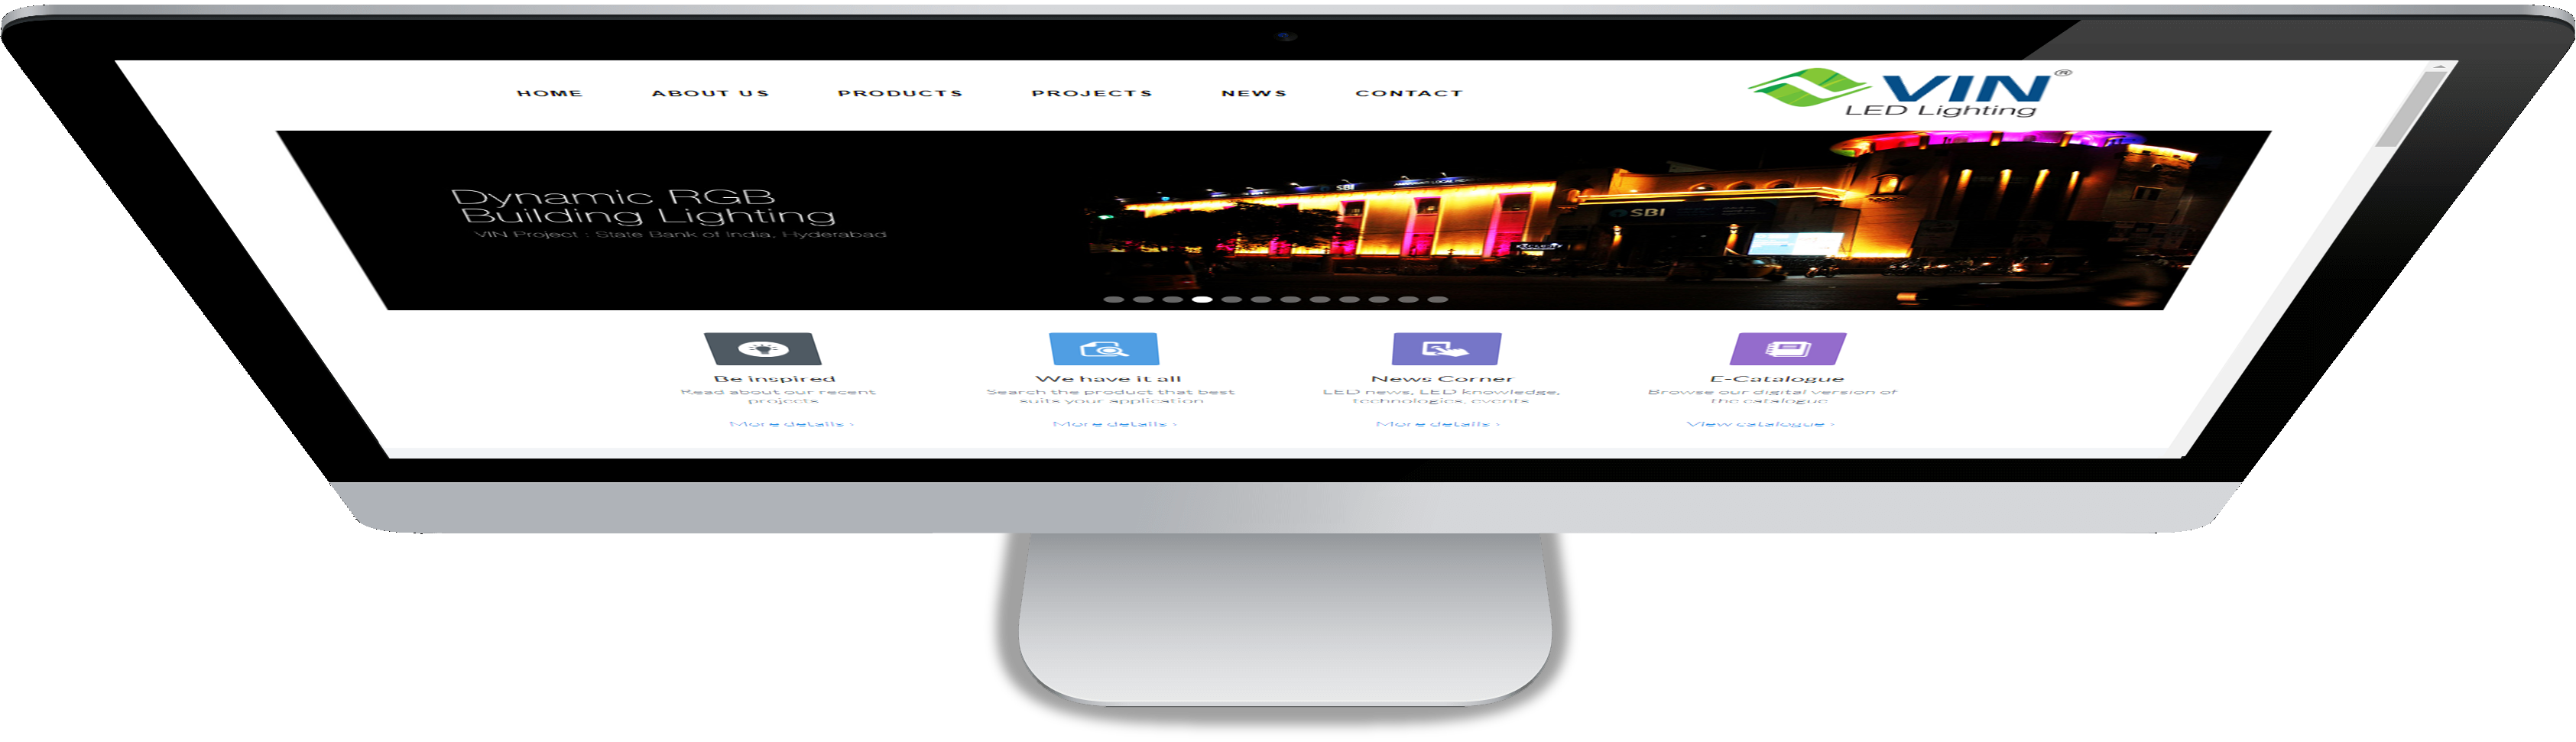 HOME ABOUT US PRODUCTS PROJECTS NEWS CONTACT
VIN®
LED Lighting
Dynamic RGB
Building Lighting
VIN Project : State Bank of India, Hyderabad
SBI
SBI
Be inspired
Read about our recent
projects
More details ›
We have it all
Search the product that best
suits your application
More details ›
News Corner
LED news, LED knowledge,
technologies, events
More details ›
E-Catalogue
Browse our digital version of
the catalogue
View catalogue ›